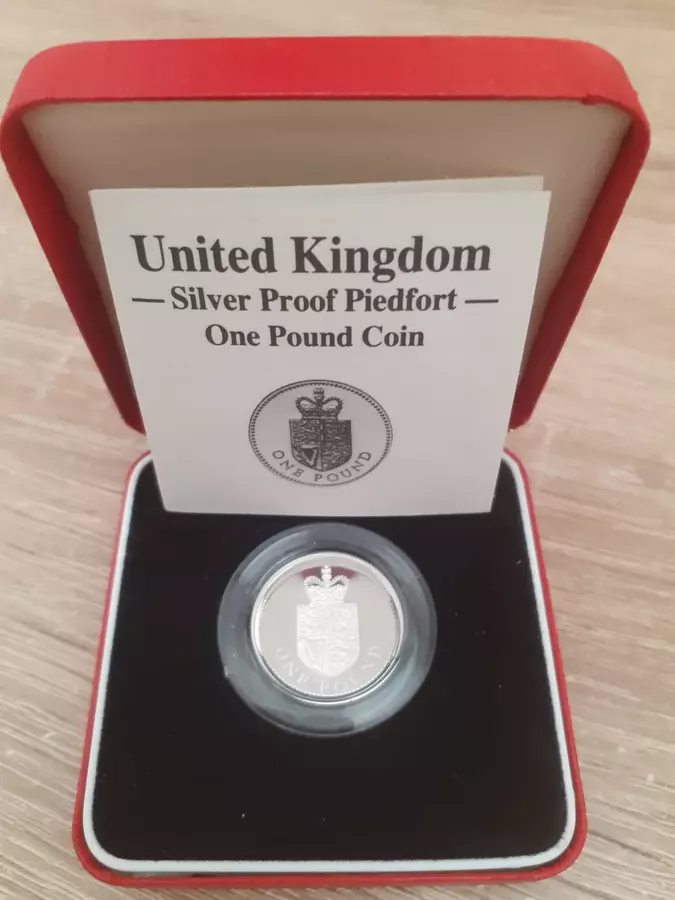 United Kingdom
— Silver Proof Piedfort —
One Pound Coin
ONE POUND
ONE POUND